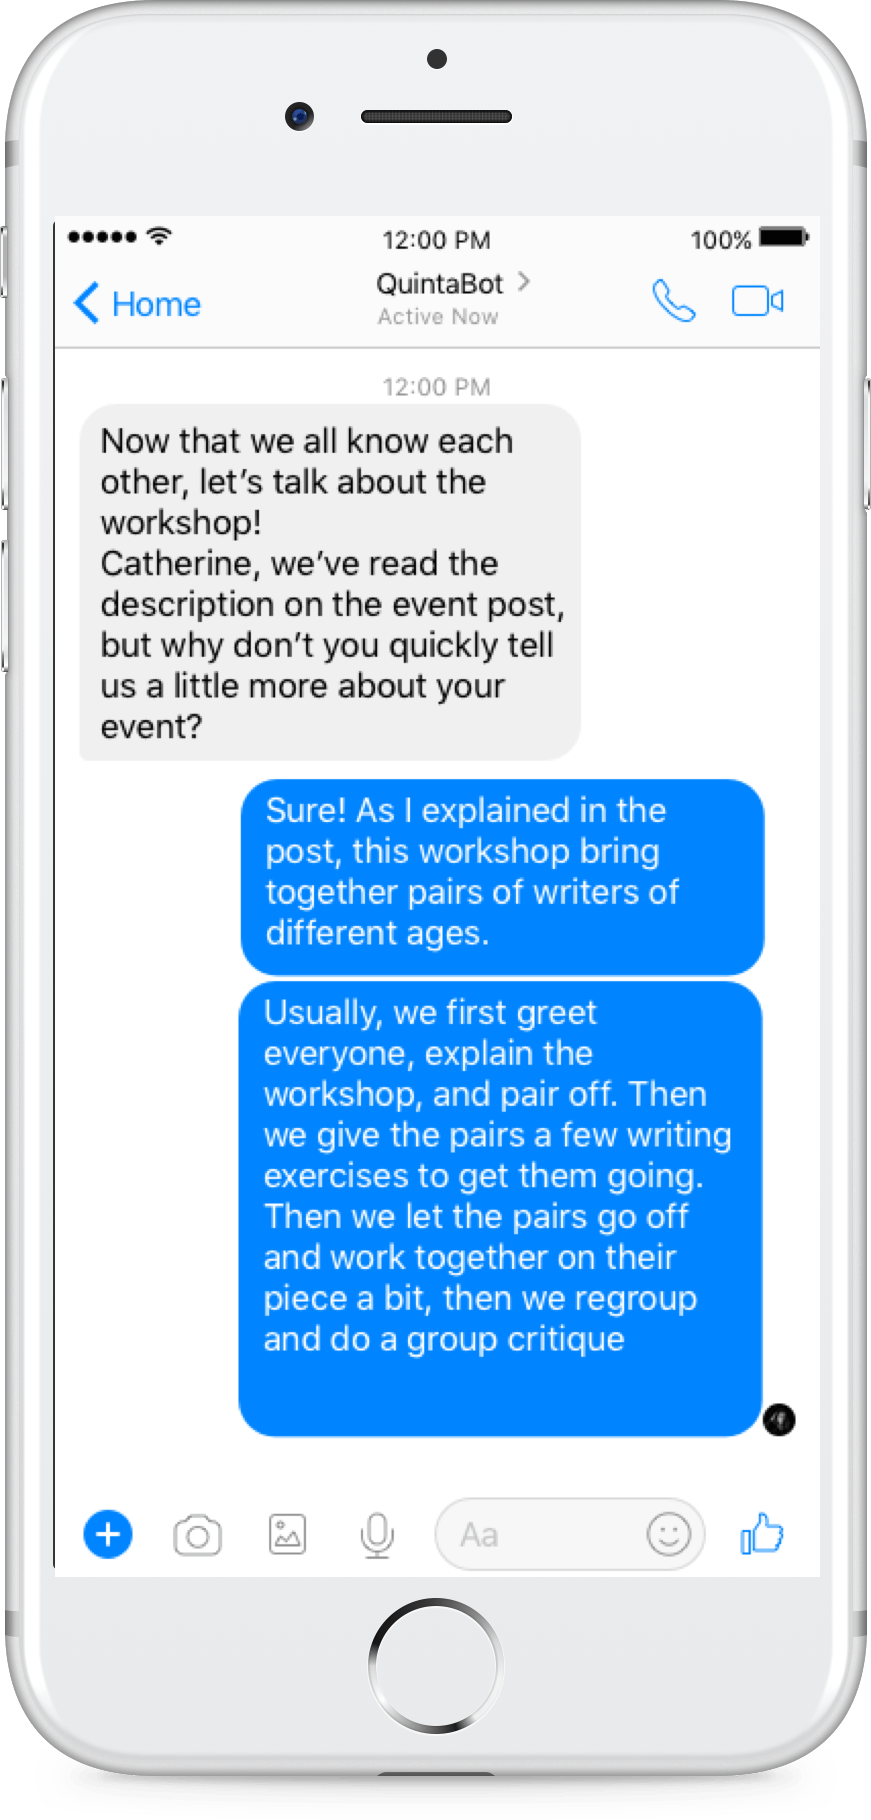 12:00 PM
100%
Home
QuintaBot
Active Now
12:00 PM
Now that we all know each
other, let’s talk about the
workshop!
Catherine, we’ve read the
description on the event post,
but why don’t you quickly tell
us a little more about your
event?
Sure! As I explained in the
post, this workshop bring
together pairs of writers of
different ages.
Usually, we first greet
everyone, explain the
workshop, and pair off. Then
we give the pairs a few writing
exercises to get them going.
Then we let the pairs go off
and work together on their
piece a bit, then we regroup
and do a group critique
Aa